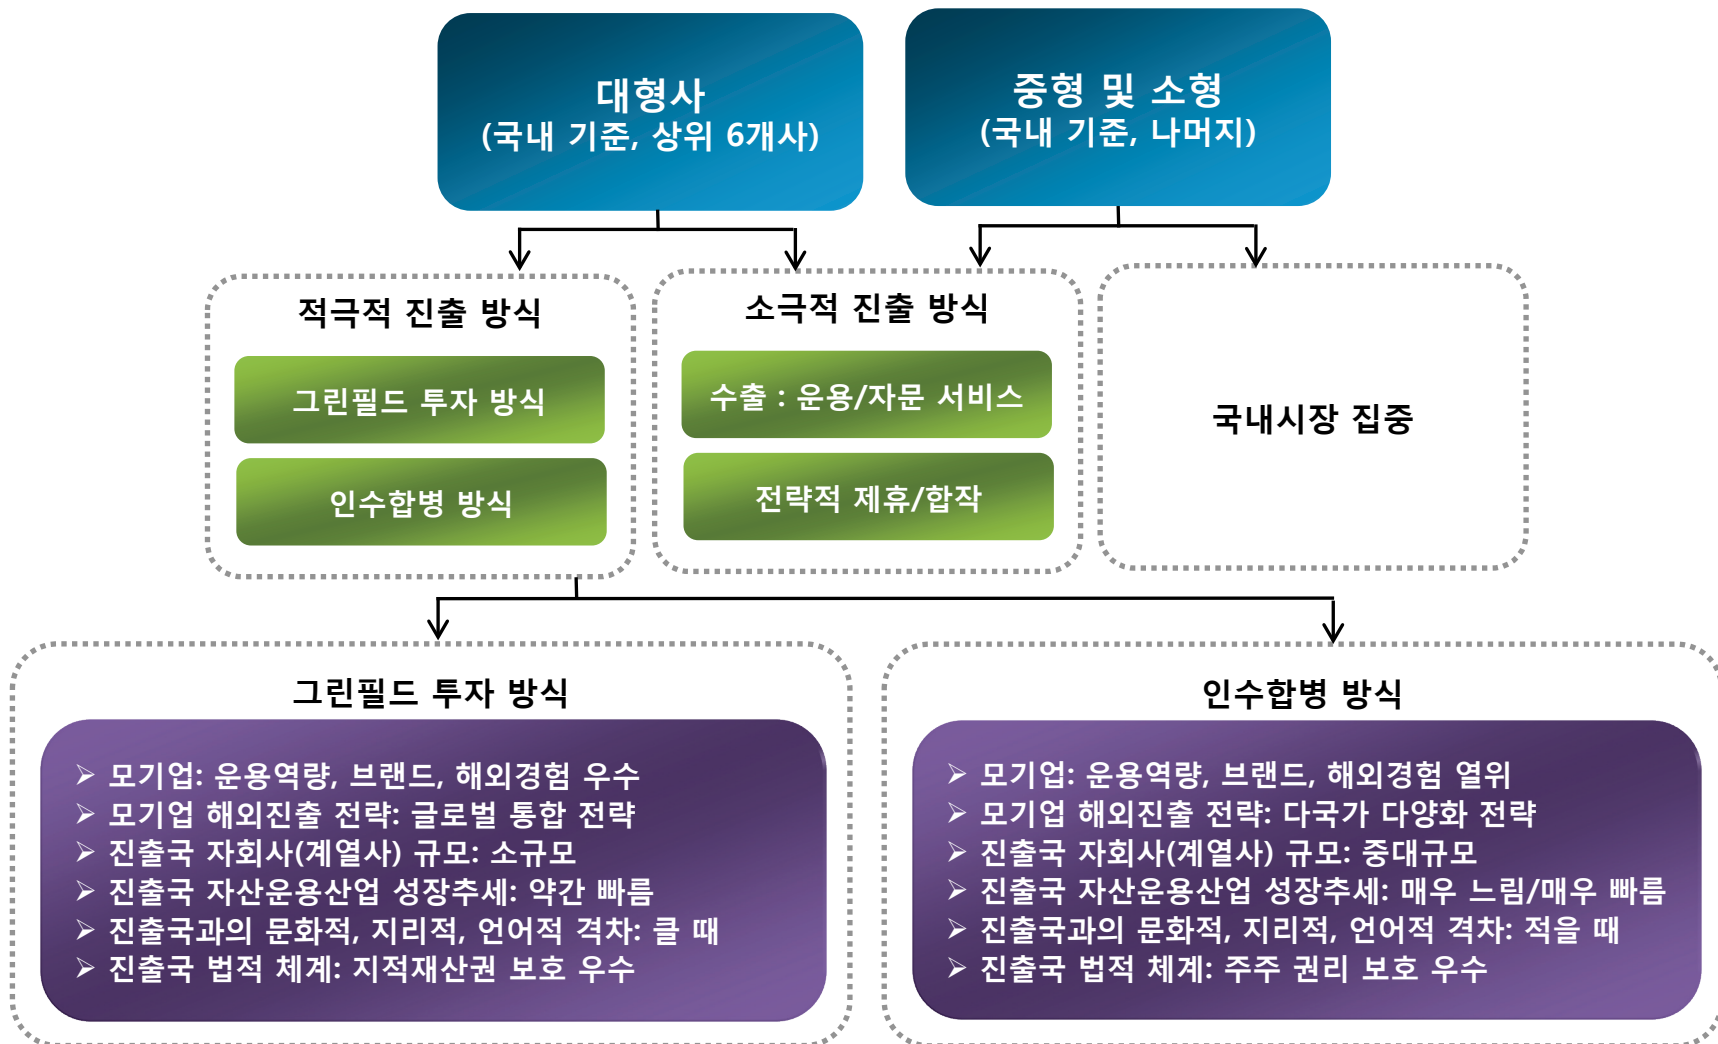 대형사
(국내 기준, 상위 6개사)
중형 및 소형
(국내 기준, 나머지)
적극적 진출 방식
그린필드 투자 방식
인수합병 방식
소극적 진출 방식
수출 : 운용/자문 서비스
전략적 제휴/합작
국내시장 집중
그린필드 투자 방식
➢ 모기업: 운용역량, 브랜드, 해외경험 우수
➢ 모기업 해외진출 전략: 글로벌 통합 전략
➢ 진출국 자회사(계열사) 규모: 소규모
➢ 진출국 자산운용산업 성장추세: 약간 빠름
➢ 진출국과의 문화적, 지리적, 언어적 격차: 클 때
➢ 진출국 법적 체계: 지적재산권 보호 우수
인수합병 방식
➢ 모기업: 운용역량, 브랜드, 해외경험 열위
➢ 모기업 해외진출 전략: 다국가 다양화 전략
➢ 진출국 자회사(계열사) 규모: 중대규모
➢ 진출국 자산운용산업 성장추세: 매우 느림/매우 빠름
➢ 진출국과의 문화적, 지리적, 언어적 격차: 적을 때
➢ 진출국 법적 체계: 주주 권리 보호 우수